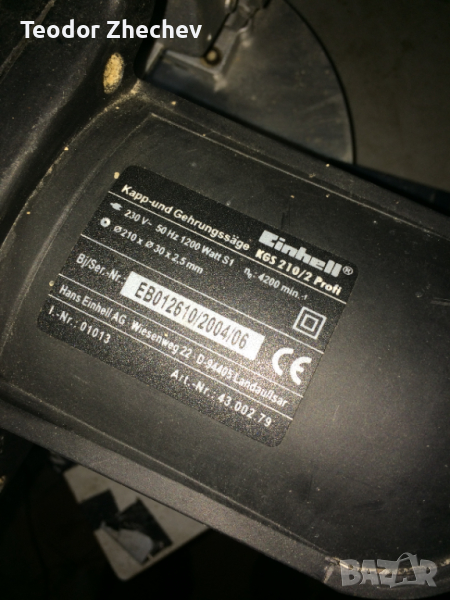 Teodor Zhechev
Einhell®
Kapp-und Gehrungssäge KGS 210/2 Profi
230 V~ 50 Hz 1200 Watt S1 n₀: 4200 min.⁻¹
Ø 210 x Ø 30 x 2,5 mm
Bj/Ser.-Nr. EB012610/2004/06
Hans Einhell AG Wiesenweg 22 D-94405 Landau/Isar
I.-Nr.: 01013 Art.-Nr.: 43.002.79
CE
BAZAR